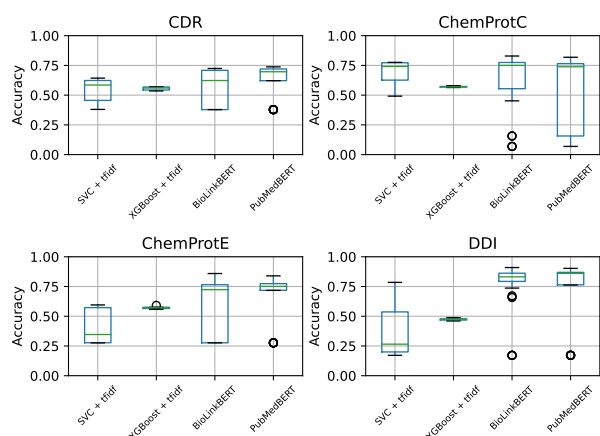 CDR
ChemProtC
1.00
0.75
0.50
0.25
0.00
Accuracy
SVC + tfidf
XGBoost + tfidf
BioLinkBERT
PubMedBERT
1.00
0.75
0.50
0.25
0.00
Accuracy
SVC + tfidf
XGBoost + tfidf
BioLinkBERT
PubMedBERT
ChemProtE
DDI
1.00
0.75
0.50
0.25
0.00
Accuracy
SVC + tfidf
XGBoost + tfidf
BioLinkBERT
PubMedBERT
1.00
0.75
0.50
0.25
0.00
Accuracy
SVC + tfidf
XGBoost + tfidf
BioLinkBERT
PubMedBERT